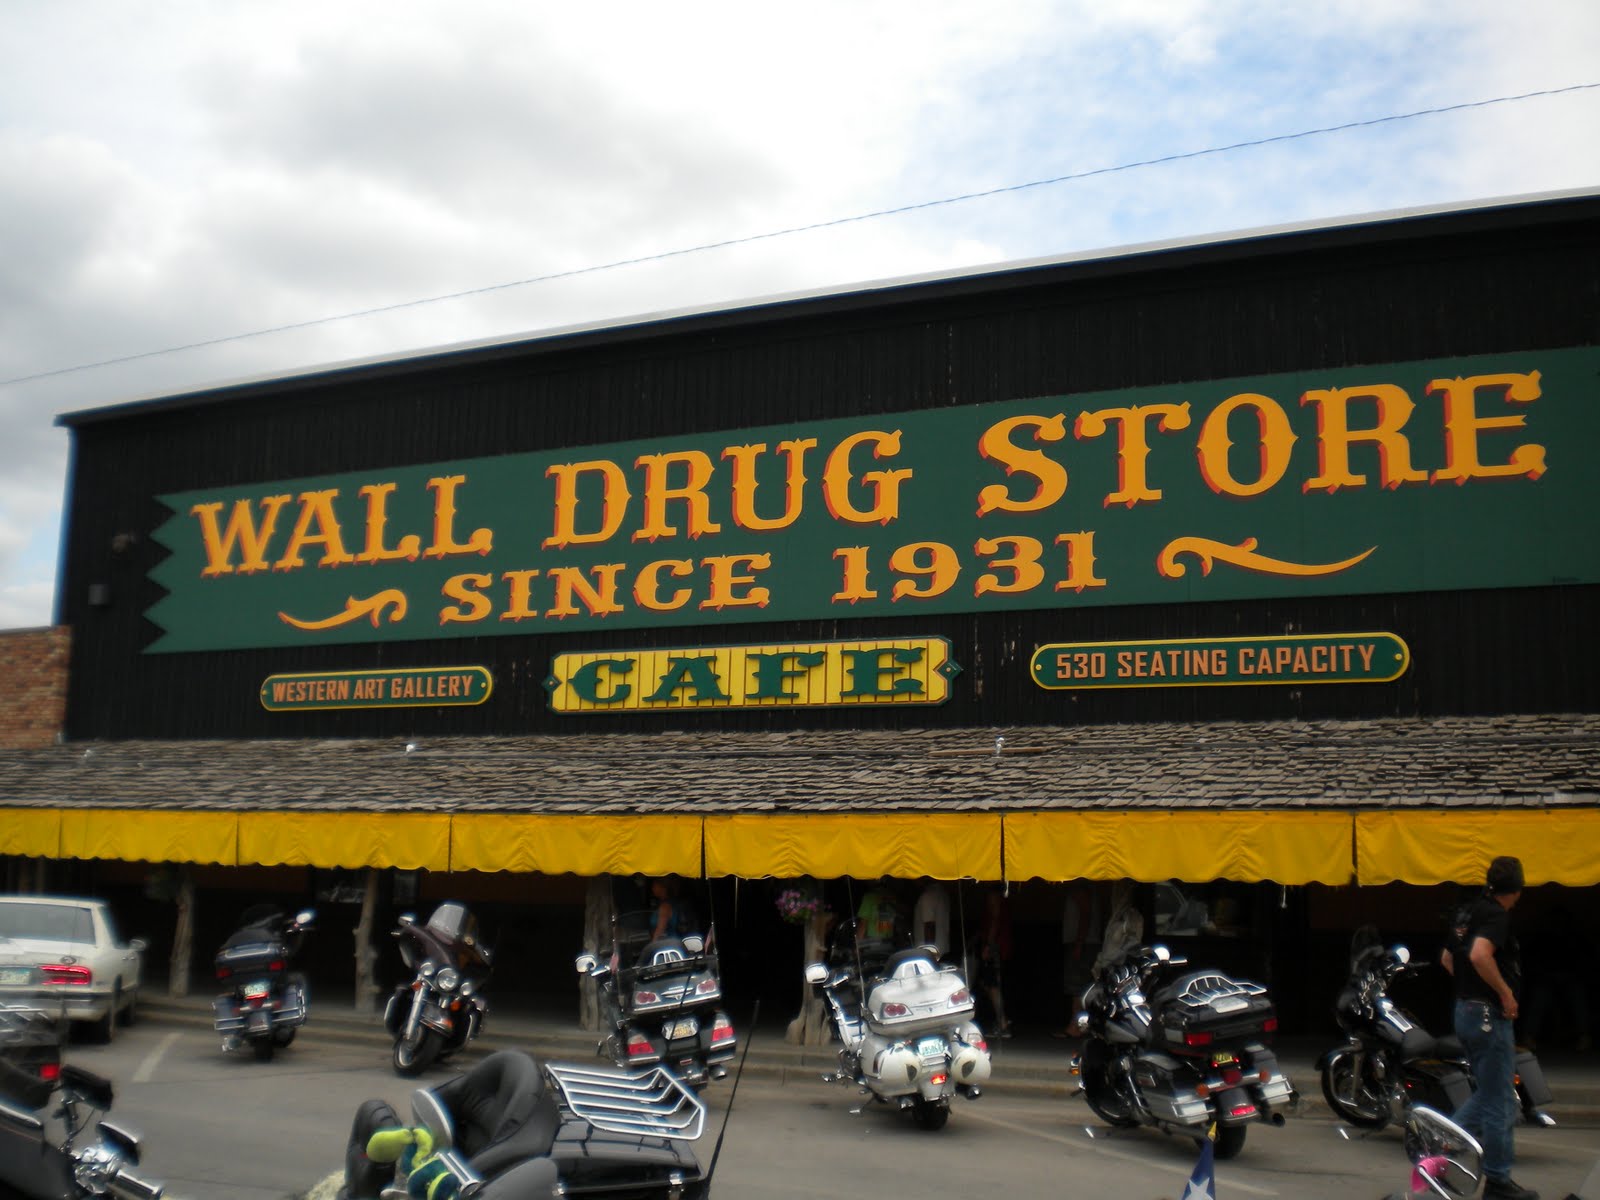 WALL DRUG STORE
SINCE 1931
WESTERN ART GALLERY
CAFE
530 SEATING CAPACITY